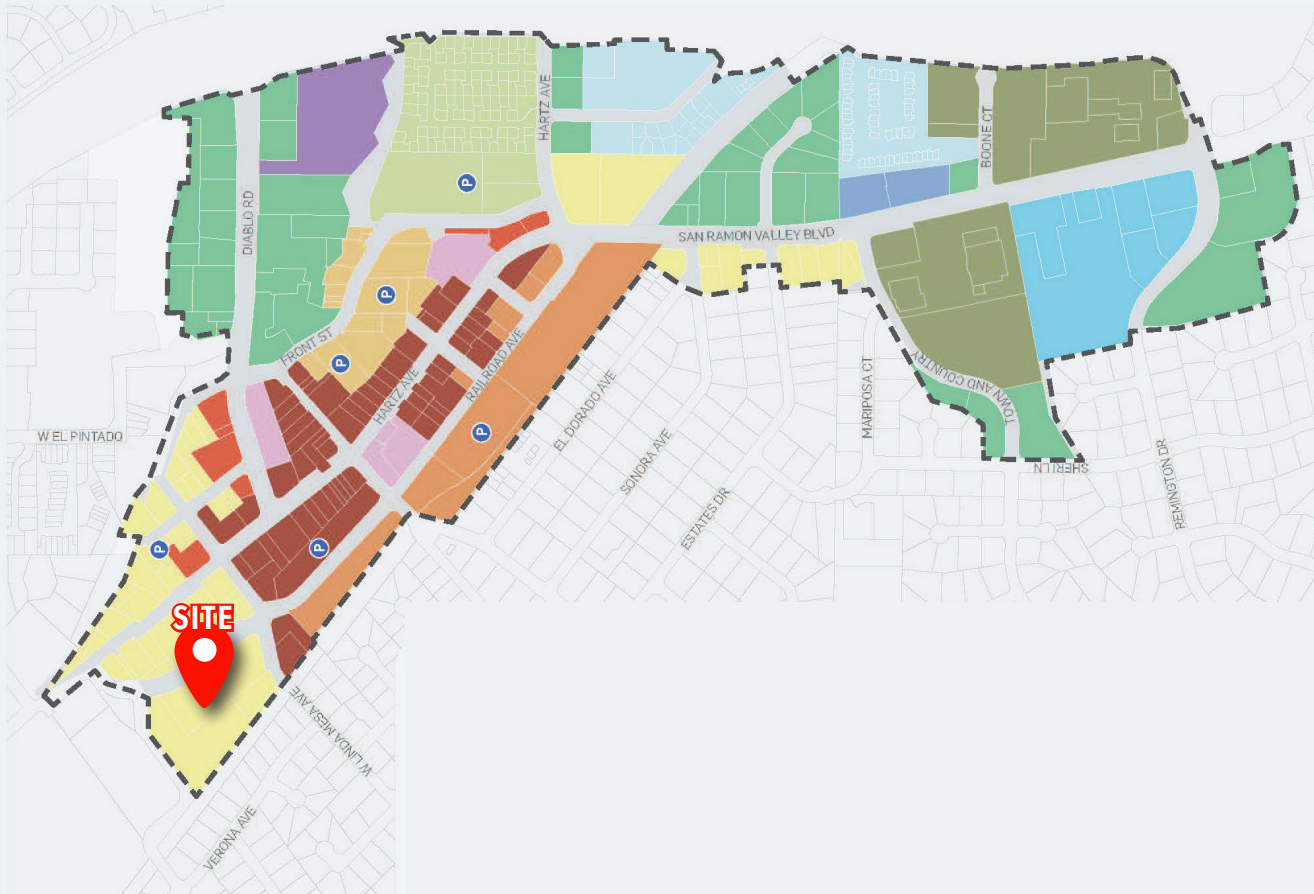 HARTZ AVE
BOONE CT
P
DIABLO RD
SAN RAMON VALLEY BLVD
P
FRONT ST
P
RAILROAD AVE
HARTZ AVE
TOWN AND COUNTRY
MARIPOSA CT
EL DORADO AVE
W EL PINTADO
P
SONORA AVE
SHERI LN
REMINGTON DR
ESTATES DR
P
P
SITE
W LINDA MESA AVE
VERONA AVE